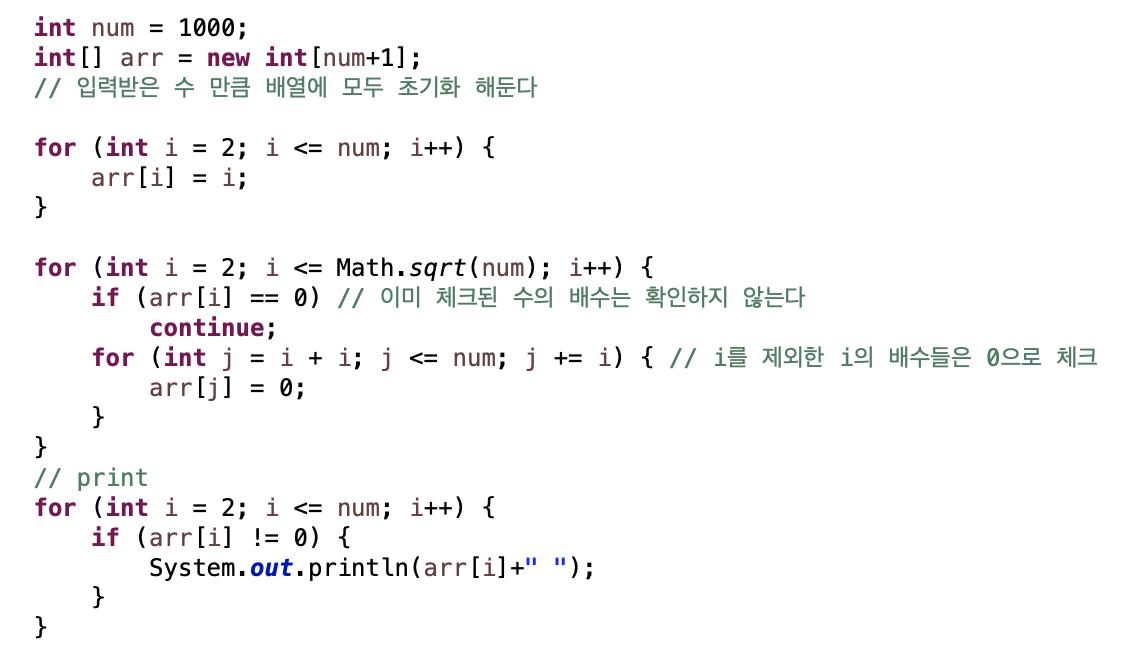 int num = 1000;
int[] arr = new int[num+1];
// 입력받은 수 만큼 배열에 모두 초기화 해둔다
for (int i = 2; i <= num; i++) {
arr[i] = i;
}
for (int i = 2; i <= Math.sqrt(num); i++) {
if (arr[i] == 0) // 이미 체크된 수의 배수는 확인하지 않는다
continue;
for (int j = i + i; j <= num; j += i) { // i를 제외한 i의 배수들은 0으로 체크
arr[j] = 0;
}
}
// print
for (int i = 2; i <= num; i++) {
if (arr[i] != 0) {
System.out.println(arr[i]+" ");
}
}